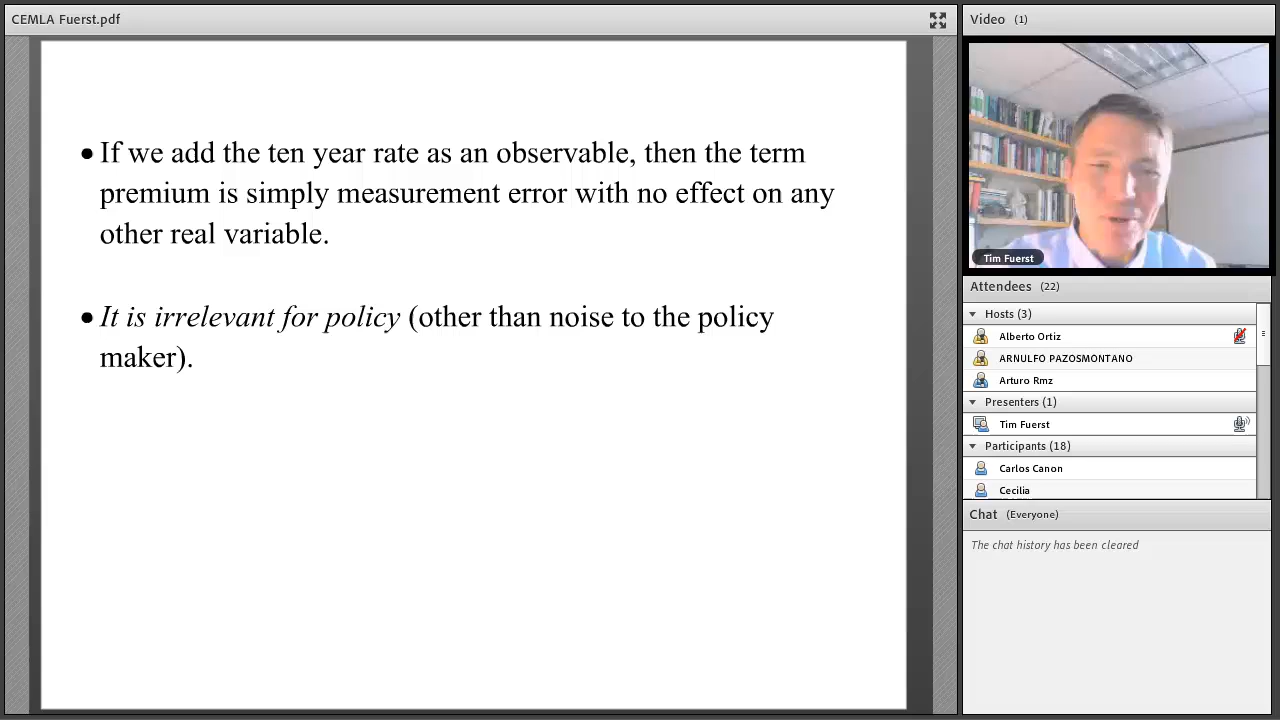 CEMLA Fuerst.pdf
• If we add the ten year rate as an observable, then the term
premium is simply measurement error with no effect on any
other real variable.
• It is irrelevant for policy (other than noise to the policy
maker).
Video (1)
Tim Fuerst
Attendees (22)
Hosts (3)
Alberto Ortiz
ARNULFO PAZOSMONTANO
Arturo Rmz
Presenters (1)
Tim Fuerst
Participants (18)
Carlos Canon
Cecilia
Chat (Everyone)
The chat history has been cleared